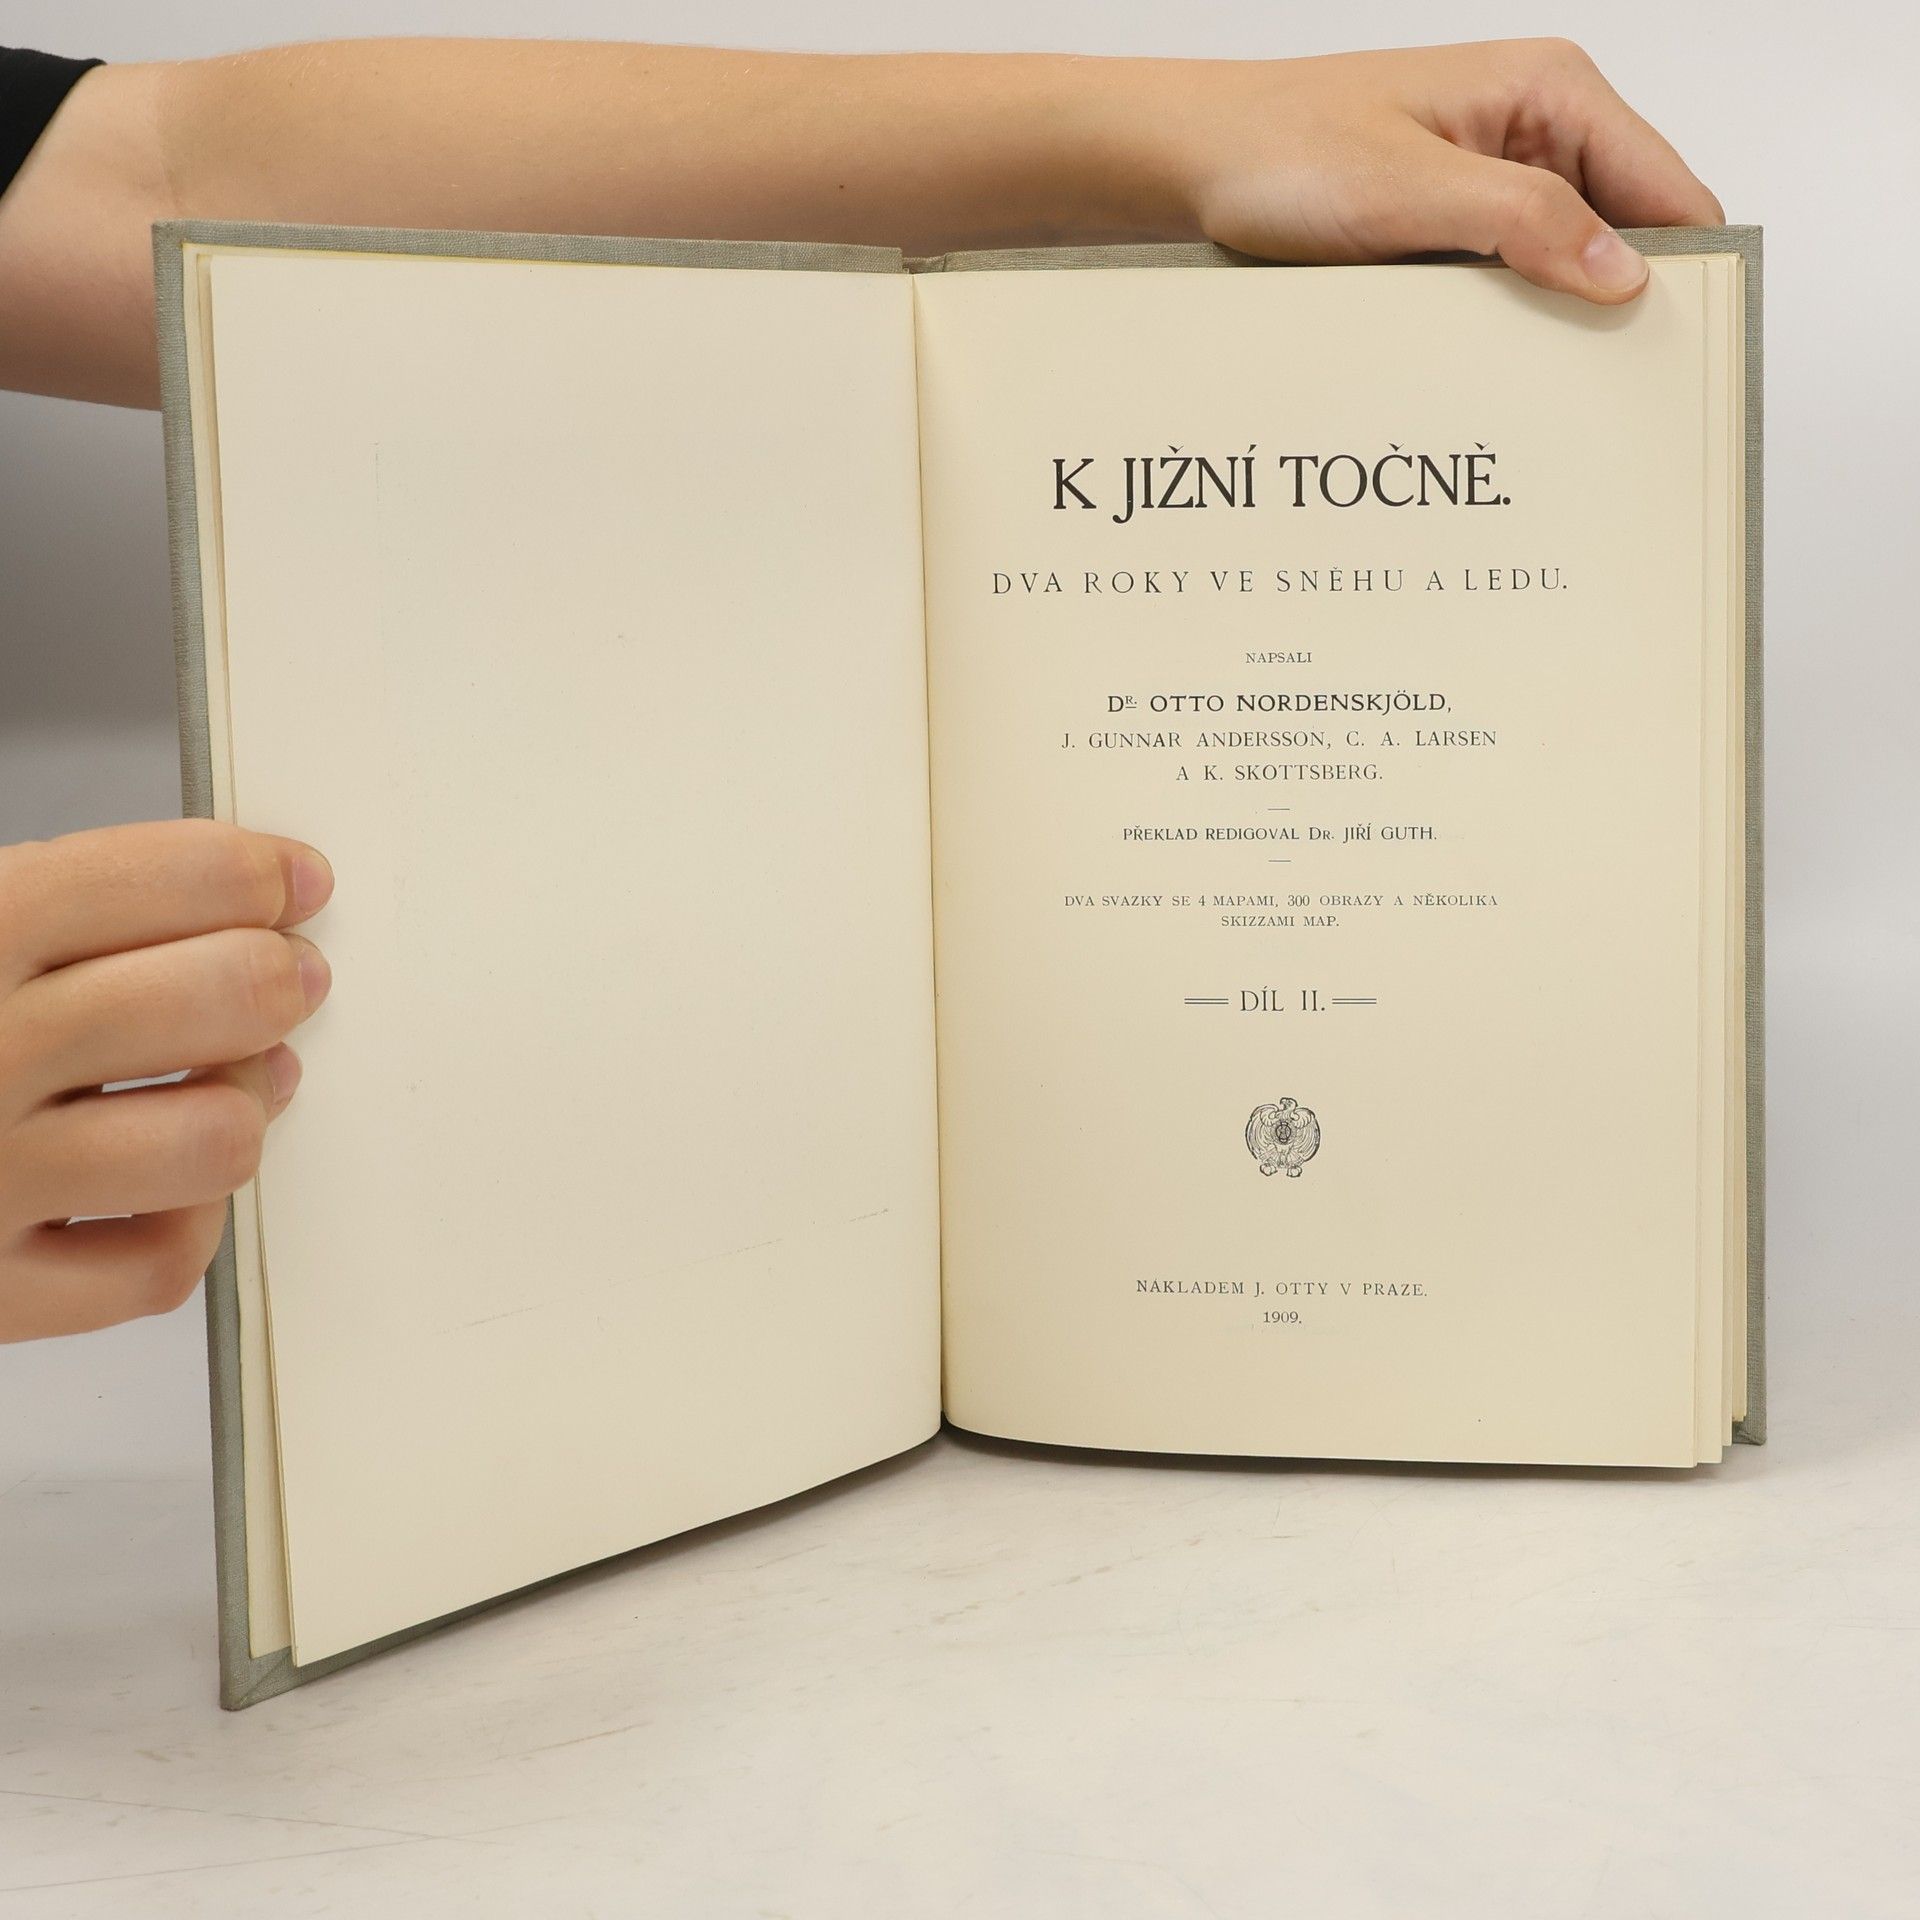 K JIŽNÍ TOČNĚ.
DVA ROKY VE SNĚHU A LEDU.
NAPSALI
DR. OTTO NORDENSKJÖLD,
J. GUNNAR ANDERSSON, C. A. LARSEN
A K. SKOTTSBERG.
PŘEKLAD REDIGOVAL DR. JIŘÍ GUTH.
DVA SVAZKY SE 4 MAPAMI, 300 OBRAZY A NĚKOLIKA
SKIZZAMI MAP.
DÍL II.
NÁKLADEM J. OTTY V PRAZE.
1909.